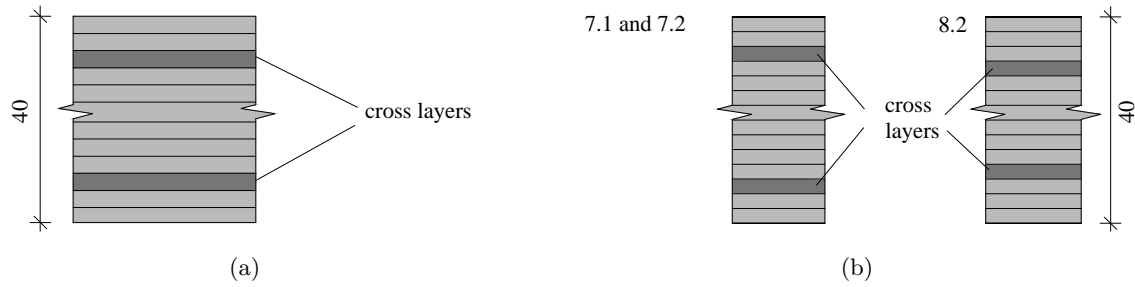 40
cross layers
(a)
7.1 and 7.2
8.2
cross
layers
40
(b)